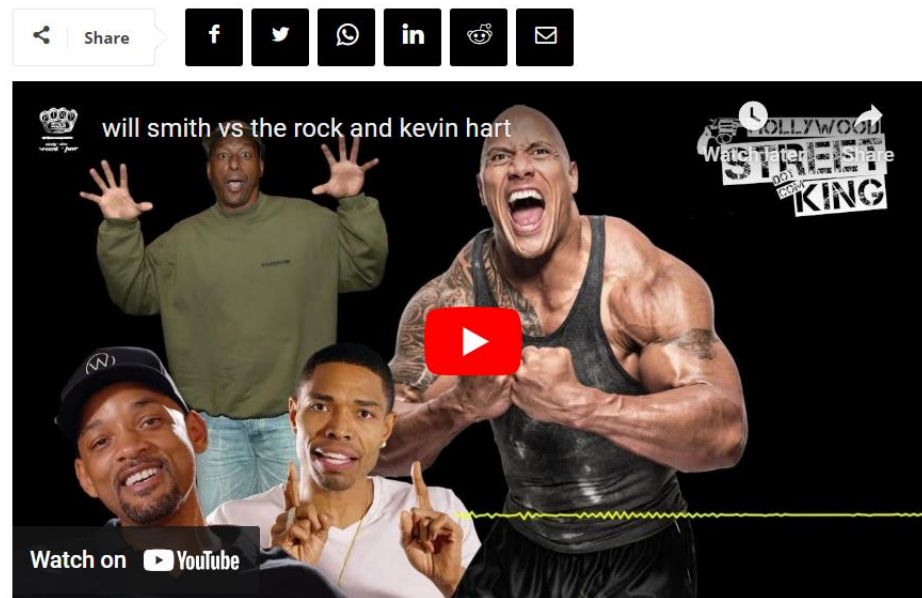 Share
will smith vs the rock and kevin hart
HOLLYWOOD
Watch later
Share
STREET
DOT
COM
KING
W
Watch on YouTube